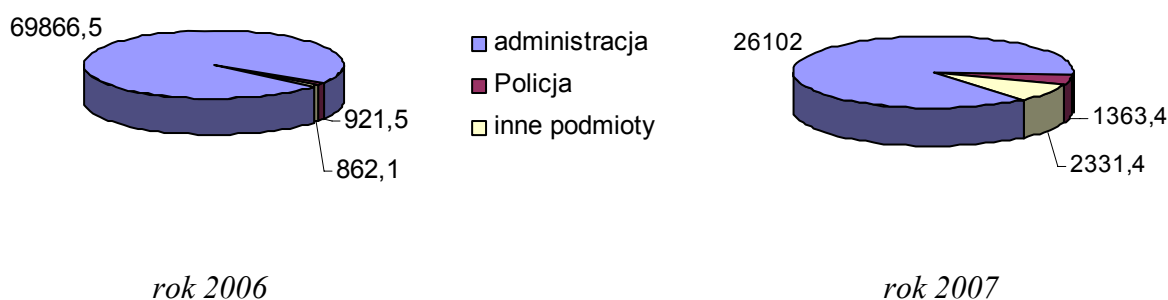 69866,5
921,5
862,1
administracja
Policja
inne podmioty
26102
1363,4
2331,4
rok 2006
rok 2007